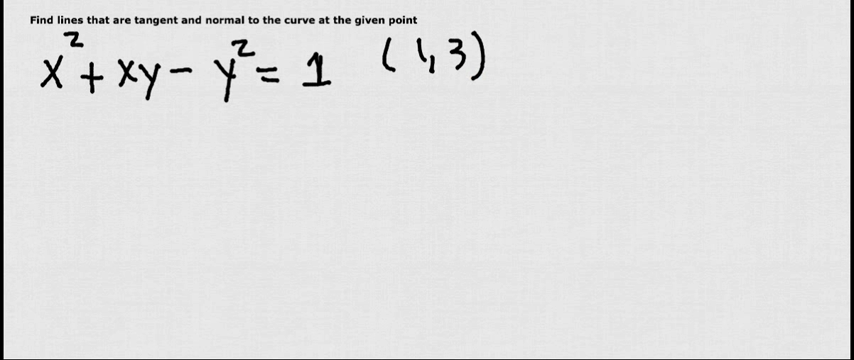 Find lines that are tangent and normal to the curve at the given point
x² + xy - y² = 1 (1,3)